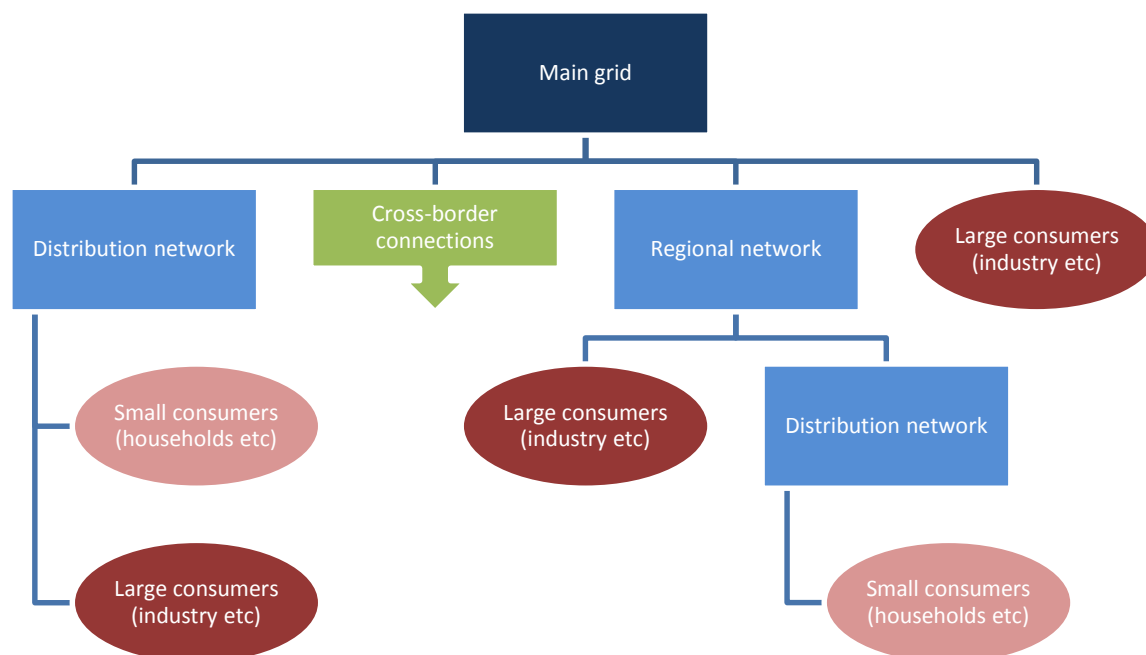 Main grid
Distribution network
Cross-border
connections
Regional network
Large consumers
(industry etc)
Small consumers
(households etc)
Large consumers
(industry etc)
Distribution network
Large consumers
(industry etc)
Small consumers
(households etc)